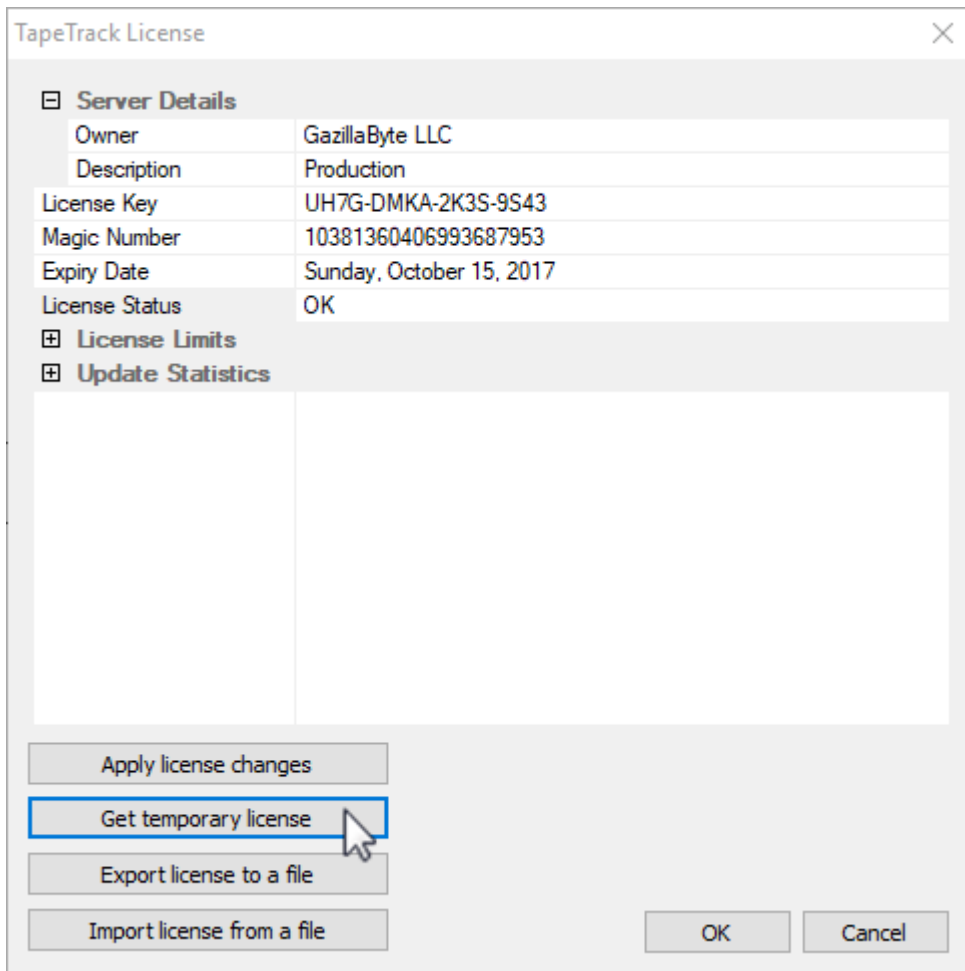 TapeTrack License
Server Details
Owner GazillaByte LLC
Description Production
License Key UH7G-DMKA-2K3S-9S43
Magic Number 10381360406993687953
Expiry Date Sunday, October 15, 2017
License Status OK
License Limits
Update Statistics
Apply license changes
Get temporary license
Export license to a file
Import license from a file
OK Cancel